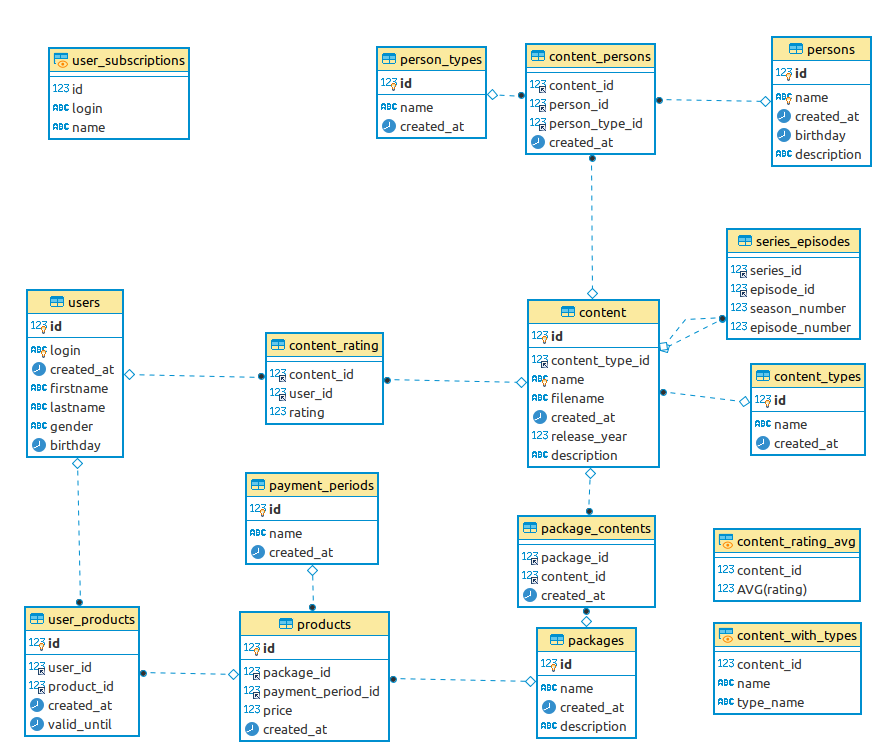 user_subscriptions
123 id
ABC login
ABC name
person_types
123 id
ABC name
created_at
content_persons
123 content_id
123 person_id
123 person_type_id
created_at
persons
123 id
ABC name
created_at
birthday
ABC description
series_episodes
123 series_id
123 episode_id
123 season_number
123 episode_number
users
123 id
ABC login
created_at
ABC firstname
ABC lastname
ABC gender
birthday
content_rating
123 content_id
123 user_id
123 rating
content
123 id
123 content_type_id
ABC name
ABC filename
created_at
123 release_year
ABC description
content_types
123 id
ABC name
created_at
payment_periods
123 id
ABC name
created_at
package_contents
123 package_id
123 content_id
created_at
content_rating_avg
123 content_id
123 AVG(rating)
user_products
123 id
123 user_id
123 product_id
created_at
valid_until
products
123 id
123 package_id
123 payment_period_id
123 price
created_at
packages
123 id
ABC name
created_at
ABC description
content_with_types
123 content_id
ABC name
ABC type_name